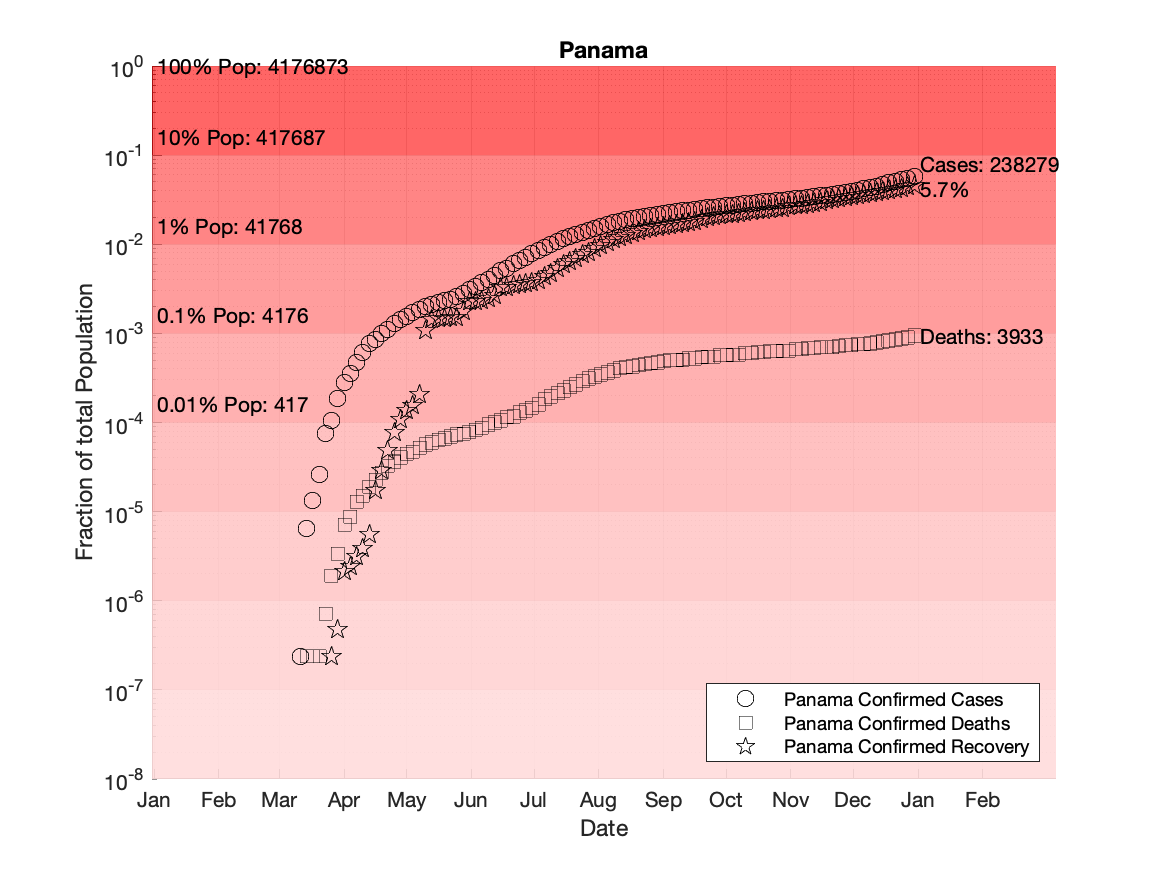 Panama
10^0
100% Pop: 4176873
10% Pop: 417687
10^-1
Cases: 238279
5.7%
1% Pop: 41768
10^-2
0.1% Pop: 4176
10^-3
Deaths: 3933
0.01% Pop: 417
10^-4
10^-5
10^-6
10^-7
10^-8
Fraction of total Population
Panama Confirmed Cases
Panama Confirmed Deaths
Panama Confirmed Recovery
Jan Feb Mar Apr May Jun Jul Aug Sep Oct Nov Dec Jan Feb
Date